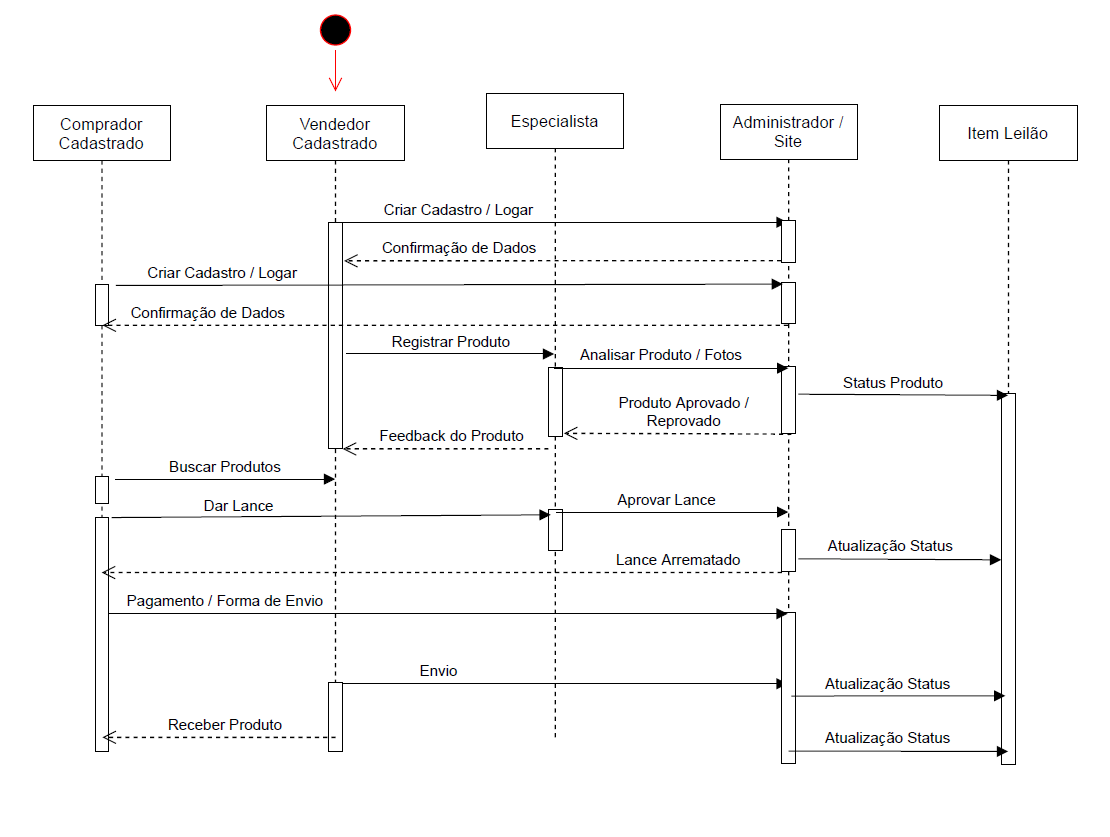 Comprador
Cadastrado
Vendedor
Cadastrado
Especialista
Administrador /
Site
Item Leilão
Criar Cadastro / Logar
Confirmação de Dados
Criar Cadastro / Logar
Confirmação de Dados
Registrar Produto
Analisar Produto / Fotos
Status Produto
Produto Aprovado /
Reprovado
Feedback do Produto
Buscar Produtos
Dar Lance
Aprovar Lance
Atualização Status
Lance Arrematado
Pagamento / Forma de Envio
Envio
Atualização Status
Receber Produto
Atualização Status